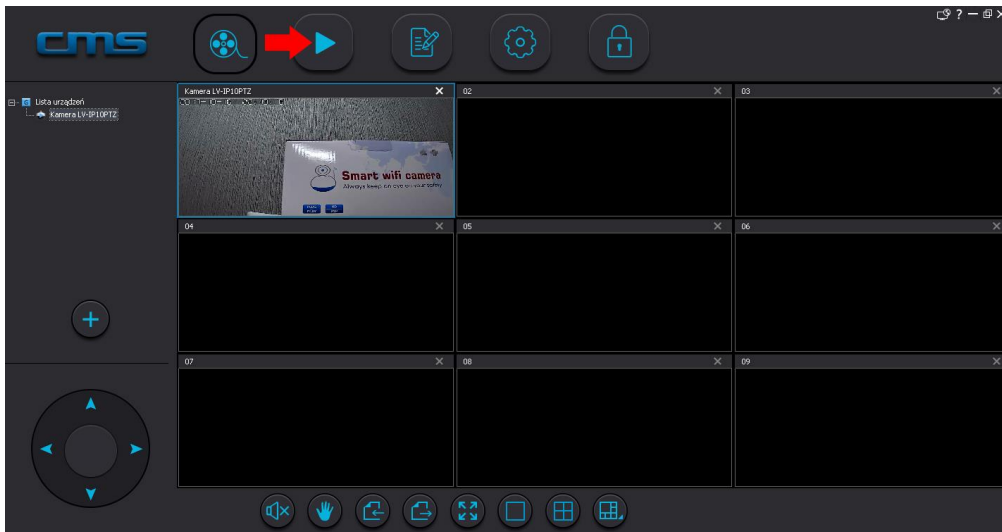 cms
?
Lista urządzeń
Kamera LV-IP10PTZ
Kamera LV-IP10PTZ
02
03
Smart wifi camera
Always keep an eye on your safety
04
05
06
07
08
09